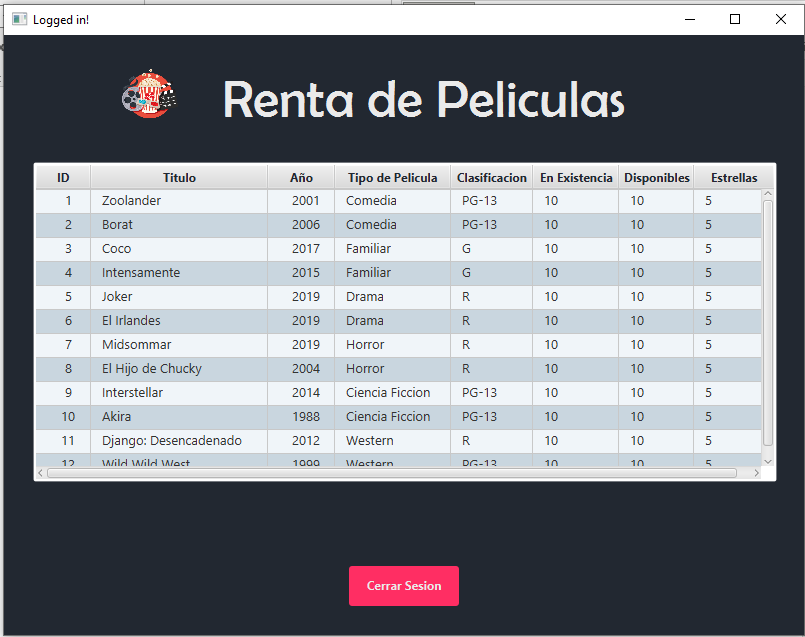 Logged in!
Renta de Peliculas
ID Titulo Año Tipo de Pelicula Clasificacion En Existencia Disponibles Estrellas
1 Zoolander 2001 Comedia PG-13 10 10 5
2 Borat 2006 Comedia PG-13 10 10 5
3 Coco 2017 Familiar G 10 10 5
4 Intensamente 2015 Familiar G 10 10 5
5 Joker 2019 Drama R 10 10 5
6 El Irlandes 2019 Drama R 10 10 5
7 Midsommar 2019 Horror R 10 10 5
8 El Hijo de Chucky 2004 Horror R 10 10 5
9 Interstellar 2014 Ciencia Ficcion PG-13 10 10 5
10 Akira 1988 Ciencia Ficcion PG-13 10 10 5
11 Django: Desencadenado 2012 Western R 10 10 5
12 Wild Wild West 1999 Western PG-13 10 10 5
Cerrar Sesion